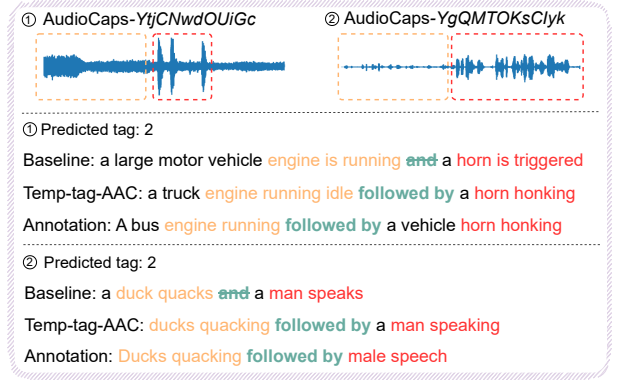 ① AudioCaps-YtjCNwdOUiGc ② AudioCaps-YgQMTOKsClyk
① Predicted tag: 2
Baseline: a large motor vehicle engine is running and a horn is triggered
Temp-tag-AAC: a truck engine running idle followed by a horn honking
Annotation: A bus engine running followed by a vehicle horn honking
② Predicted tag: 2
Baseline: a duck quacks and a man speaks
Temp-tag-AAC: ducks quacking followed by a man speaking
Annotation: Ducks quacking followed by male speech